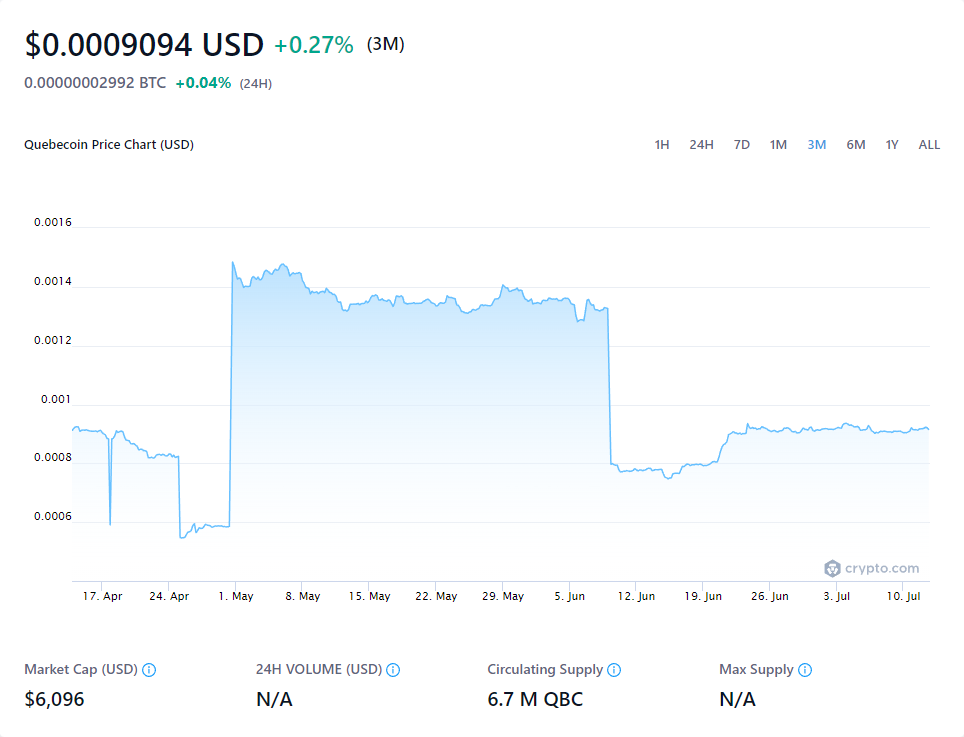 $0.0009094 USD +0.27% (3M)
0.00000002992 BTC +0.04% (24H)
Quebecoin Price Chart (USD) 1H 24H 7D 1M 3M 6M 1Y ALL
0.0016
0.0014
0.0012
0.001
0.0008
0.0006
crypto.com
17. Apr 24. Apr 1. May 8. May 15. May 22. May 29. May 5. Jun 12. Jun 19. Jun 26. Jun 3. Jul 10. Jul
Market Cap (USD) 24H VOLUME (USD) Circulating Supply Max Supply
$6,096 N/A 6.7 M QBC N/A